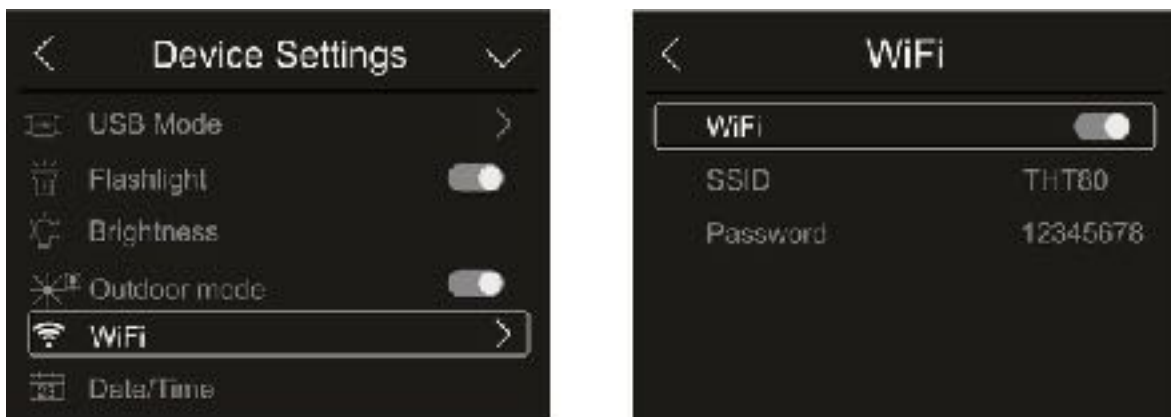 Device Settings
USB Mode
Flashlight
Brightness
Outdoor mode
WiFi
Date/Time
WiFi
WiFi
SSID THT80
Password 12345678